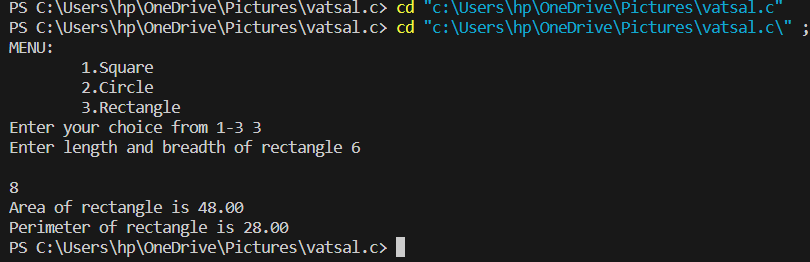 PS C:\Users\hp\OneDrive\Pictures\vatsal.c> cd "c:\Users\hp\OneDrive\Pictures\vatsal.c"
PS C:\Users\hp\OneDrive\Pictures\vatsal.c> cd "c:\Users\hp\OneDrive\Pictures\vatsal.c\" ;
MENU:
        1.Square
        2.Circle
        3.Rectangle
Enter your choice from 1-3 3
Enter length and breadth of rectangle 6

8
Area of rectangle is 48.00
Perimeter of rectangle is 28.00
PS C:\Users\hp\OneDrive\Pictures\vatsal.c>